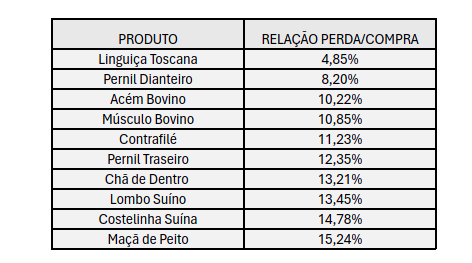 PRODUTO RELAÇÃO PERDA/COMPRA
Linguiça Toscana 4,85%
Pernil Dianteiro 8,20%
Acém Bovino 10,22%
Músculo Bovino 10,85%
Contrafilé 11,23%
Pernil Traseiro 12,35%
Chã de Dentro 13,21%
Lombo Suíno 13,45%
Costelinha Suína 14,78%
Maçã de Peito 15,24%